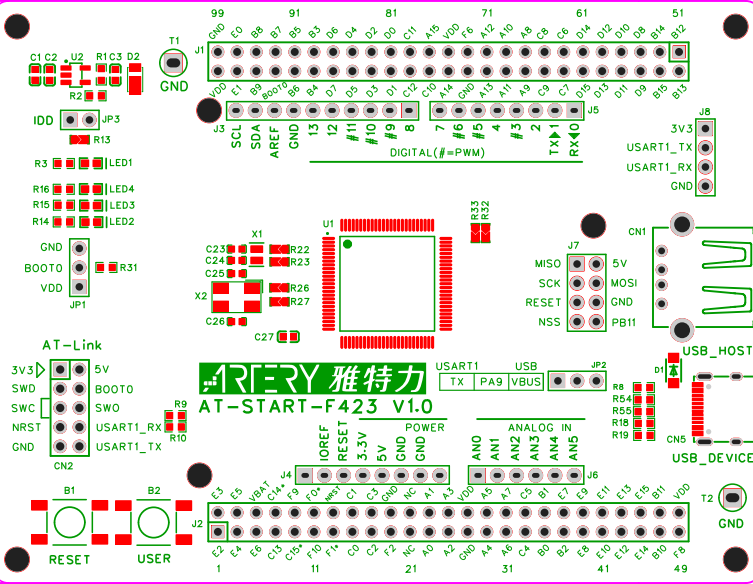 99 91 81 71 61 51
GND E0 B8 B7 B5 B3 D6 D4 D2 D0 C11 A15 VDD F6 A12 A10 A8 C8 C6 D14 D12 D10 D8 B14 B12
J1
VDD E1 B9 BOOT0 B6 B4 D7 D5 D3 D1 C12 C10 A14 GND A13 A11 A9 C9 C7 D15 D13 D11 D9 B15 B13
C1 C2 U2 R1 C3 D2
R2
T1
GND
IDD JP3
R13
J3 J5
SCL SDA AREF GND 13 12 #11 #10 #9 8 7 #6 #5 4 #3 2 TX▶1 RX◀0
DIGITAL(#=PWM)
J8
3V3
USART1_TX
USART1_RX
GND
R3 LED1
R16 LED4
R15 LED3
R14 LED2
GND
BOOT0 R31
VDD
JP1
U1
R33 R32
X1
C23 R22
C24 R23
C25
X2 R26
R27
C26
C27
J7
MISO 5V
SCK MOSI
RESET GND
NSS PB11
CN1
USB_HOST
AT-Link
3V3 5V
SWD BOOT0
SWC SWO
NRST USART1_RX
GND USART1_TX
CN2
R9
R10
ARTERY 雅特力
AT-START-F423 V1.0
USART1 USB JP2
TX PA9 VBUS
D1
R8
R54
R55
R18
R19
CN5
USB_DEVICE
POWER ANALOG IN
J4 IOREF RESET 3.3V 5V GND GND AN0 AN1 AN2 AN3 AN4 AN5 J6
B1 B2
RESET USER
T2
GND
E3 E5 VBAT C14* F9 F0* NRST C1 C3 GND NC A1 A3 VDD A5 A7 C5 B1 E7 E9 E11 E13 E15 B11 VDD
J2
E2 E4 E6 C13 C15* F10 F1* C0 C2 F2 NC A0 A2 GND A4 A6 C4 B0 B2 E8 E10 E12 E14 B10 F8
1 11 21 31 41 49